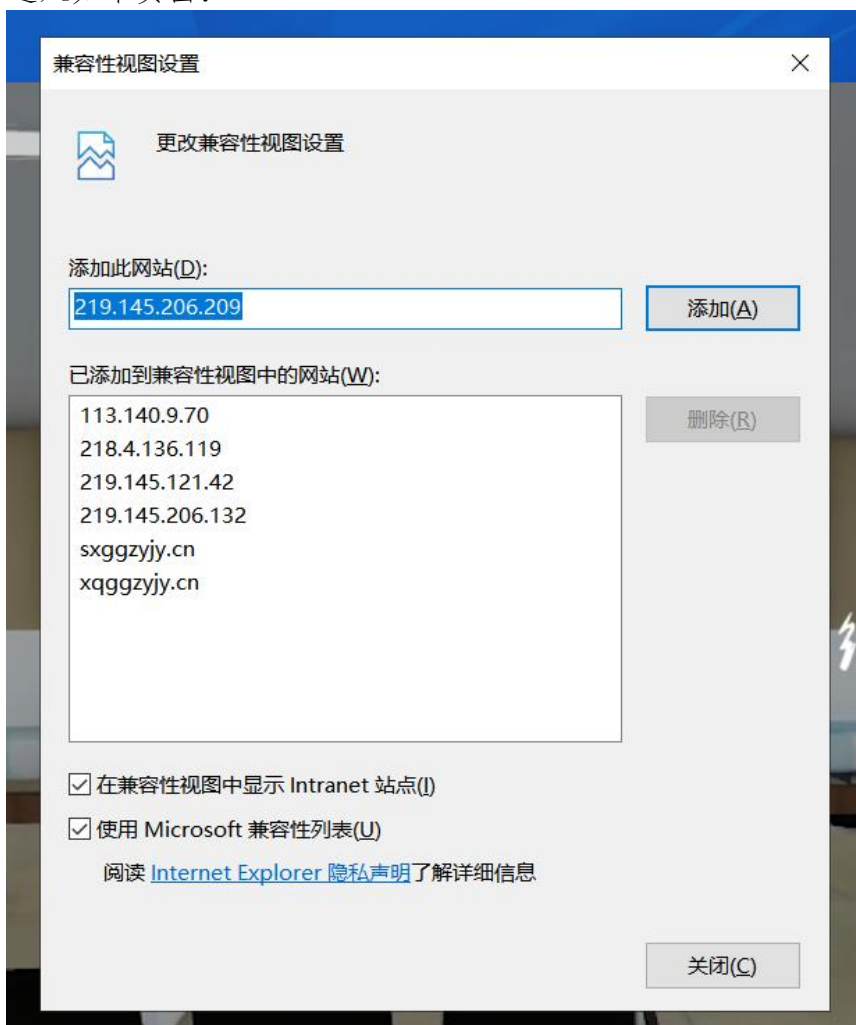 兼容性视图设置
更改兼容性视图设置
添加此网站(D):
219.145.206.209
添加(A)
已添加到兼容性视图中的网站(W):
113.140.9.70
218.4.136.119
219.145.121.42
219.145.206.132
sxggzyjy.cn
xqggzyjy.cn
删除(R)
在兼容性视图中显示 Intranet 站点(I)
使用 Microsoft 兼容性列表(U)
阅读 Internet Explorer 隐私声明了解详细信息
关闭(C)